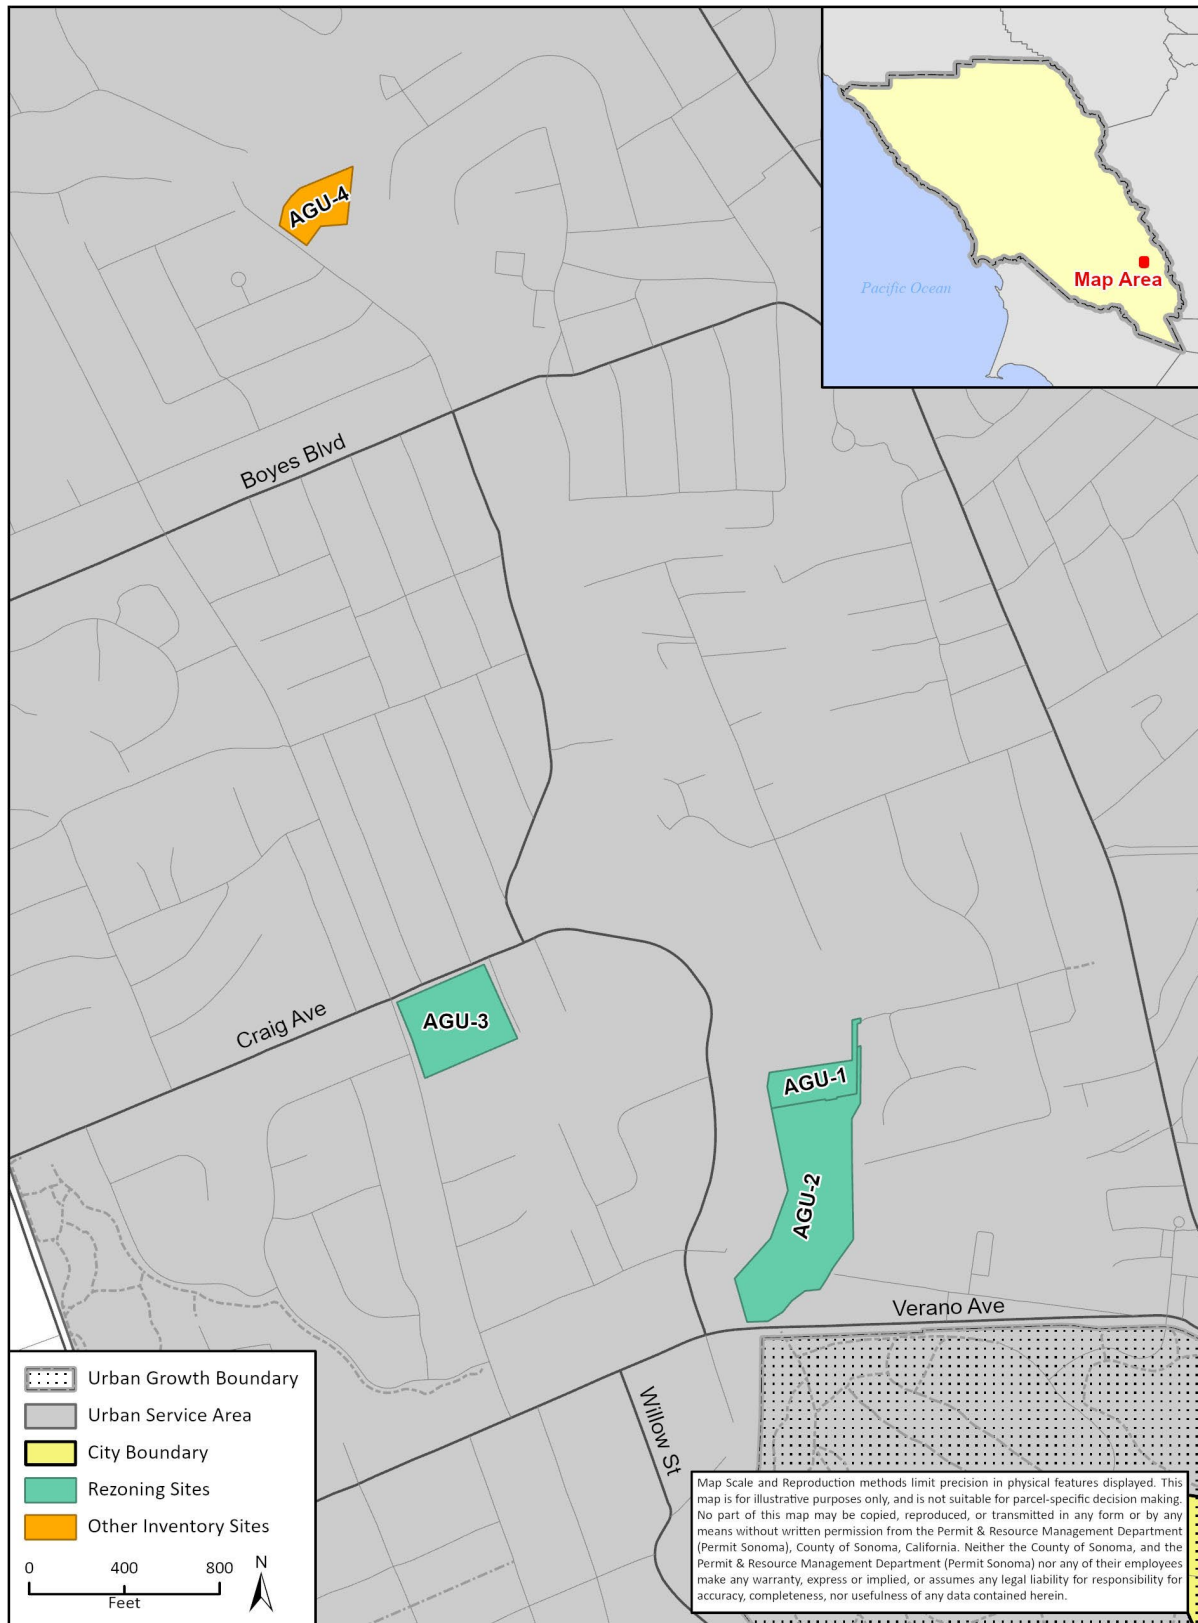 AGU-4
Pacific Ocean
Map Area
Boyes Blvd
Craig Ave
AGU-3
AGU-1
AGU-2
Verano Ave
Willow St
Urban Growth Boundary
Urban Service Area
City Boundary
Rezoning Sites
Other Inventory Sites
0 400 800
Feet
N
Map Scale and Reproduction methods limit precision in physical features displayed. This
map is for illustrative purposes only, and is not suitable for parcel-specific decision making.
No part of this map may be copied, reproduced, or transmitted in any form or by any
means without written permission from the Permit & Resource Management Department
(Permit Sonoma), County of Sonoma, California. Neither the County of Sonoma, and the
Permit & Resource Management Department (Permit Sonoma) nor any of their employees
make any warranty, express or implied, or assumes any legal liability for responsibility for
accuracy, completeness, nor usefulness of any data contained herein.